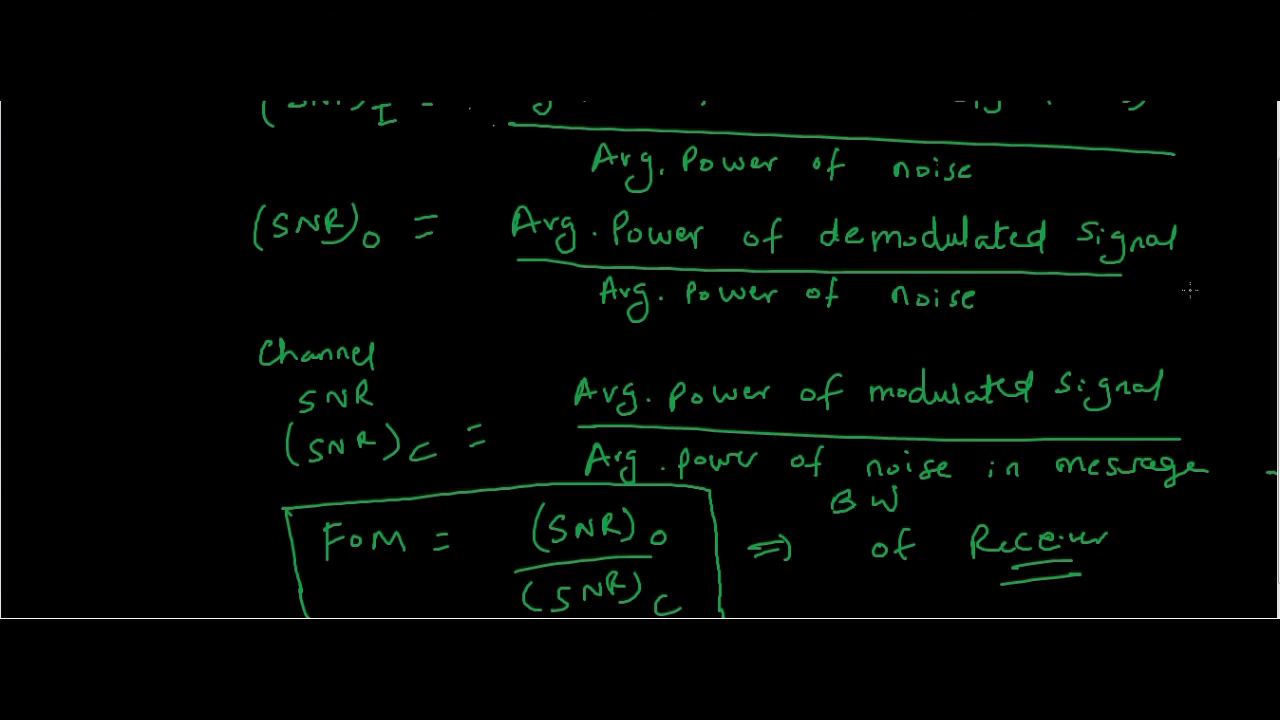 I =
Avg. Power of noise
(SNR)o = Avg. Power of demodulated signal
Avg. Power of noise
Channel
SNR
(SNR)c = Avg. power of modulated signal
Avg. power of noise in message
BW
FOM = (SNR)o => of Receiver
(SNR)c